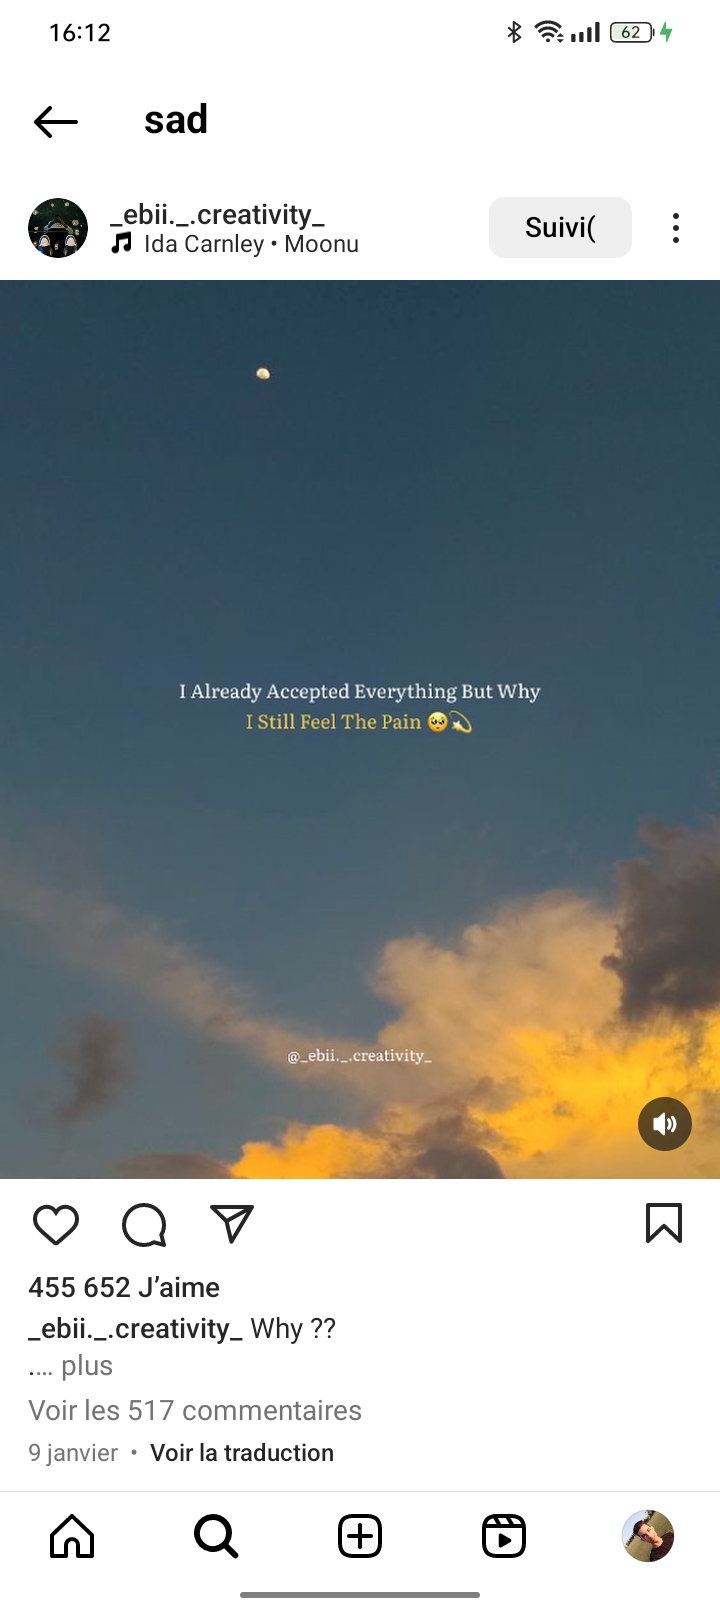 16:12
62
sad
_ebii._.creativity_
Ida Carnley • Moonu
Suivi(
I Already Accepted Everything But Why
I Still Feel The Pain 🥺💫
@_ebii._.creativity_
455 652 J’aime
_ebii._.creativity_ Why ??
.... plus
Voir les 517 commentaires
9 janvier • Voir la traduction